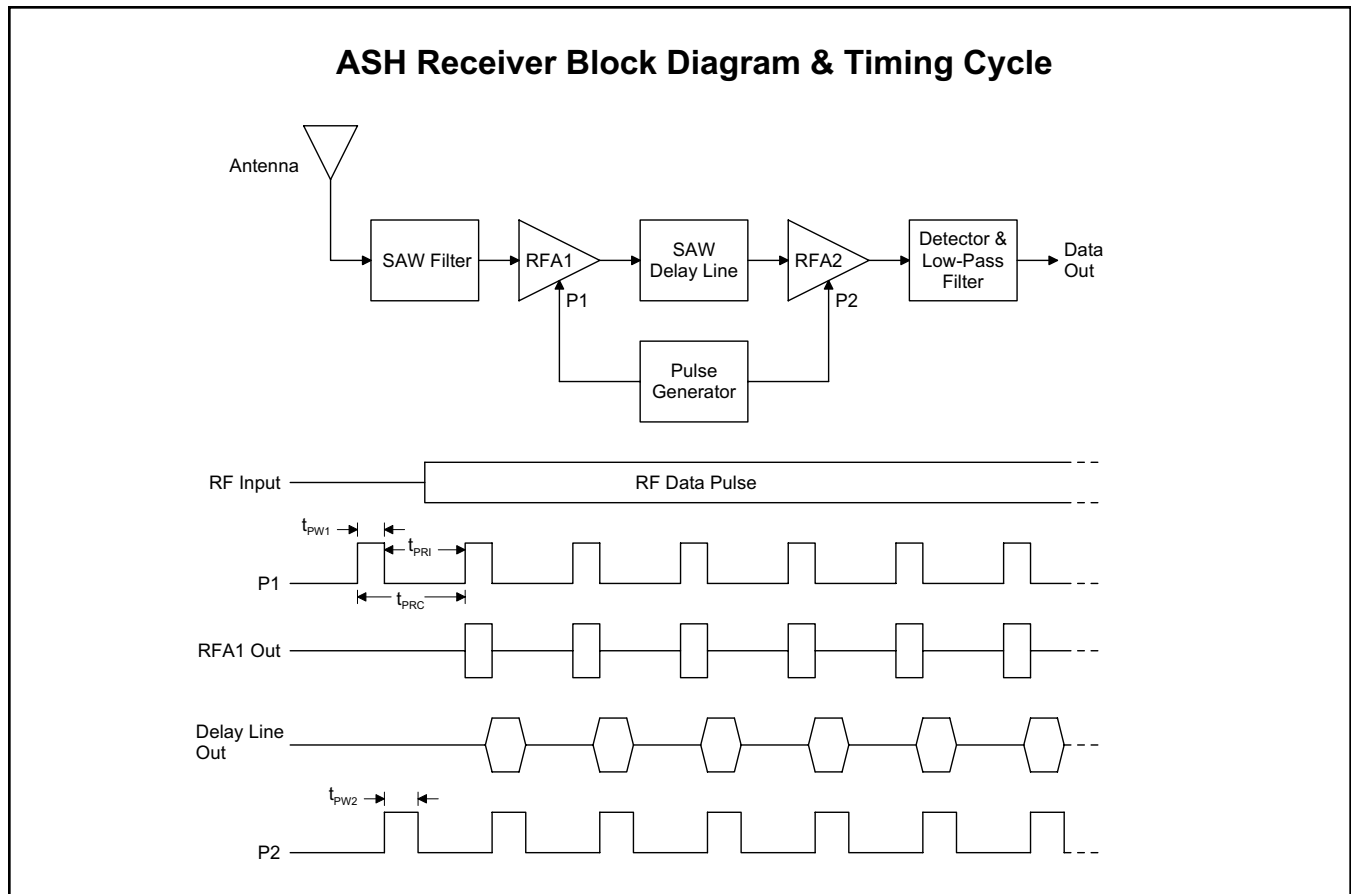 ASH Receiver Block Diagram & Timing Cycle
Antenna
SAW Filter
RFA1
SAW
Delay Line
RFA2
Detector &
Low-Pass
Filter
Data
Out
P1
P2
Pulse
Generator
RF Input
RF Data Pulse
tPW1
tPRI
P1
tPRC
RFA1 Out
Delay Line
Out
tPW2
P2